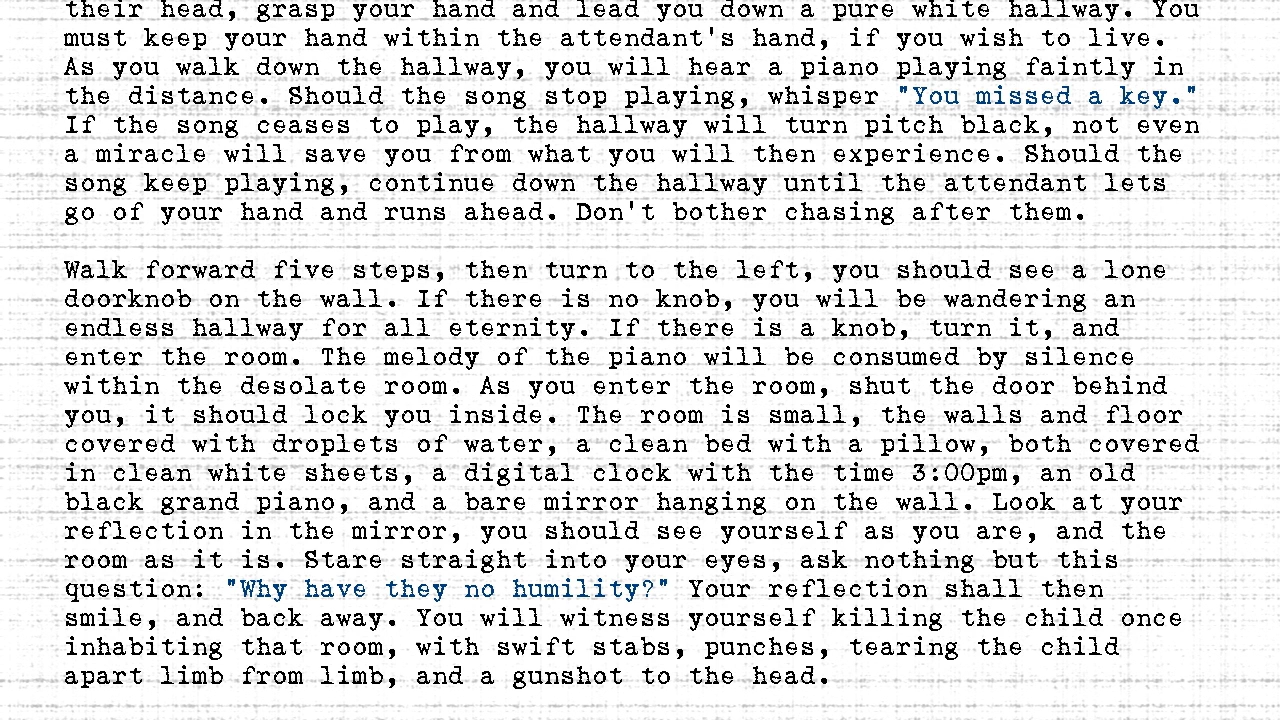 their head, grasp your hand and lead you down a pure white hallway. You
must keep your hand within the attendant's hand, if you wish to live.
As you walk down the hallway, you will hear a piano playing faintly in
the distance. Should the song stop playing, whisper "You missed a key."
If the song ceases to play, the hallway will turn pitch black, not even
a miracle will save you from what you will then experience. Should the
song keep playing, continue down the hallway until the attendant lets
go of your hand and runs ahead. Don't bother chasing after them.

Walk forward five steps, then turn to the left, you should see a lone
doorknob on the wall. If there is no knob, you will be wandering an
endless hallway for all eternity. If there is a knob, turn it, and
enter the room. The melody of the piano will be consumed by silence
within the desolate room. As you enter the room, shut the door behind
you, it should lock you inside. The room is small, the walls and floor
covered with droplets of water, a clean bed with a pillow, both covered
in clean white sheets, a digital clock with the time 3:00pm, an old
black grand piano, and a bare mirror hanging on the wall. Look at your
reflection in the mirror, you should see yourself as you are, and the
room as it is. Stare straight into your eyes, ask nothing but this
question: "Why have they no humility?" Your reflection shall then
smile, and back away. You will witness yourself killing the child once
inhabiting that room, with swift stabs, punches, tearing the child
apart limb from limb, and a gunshot to the head.